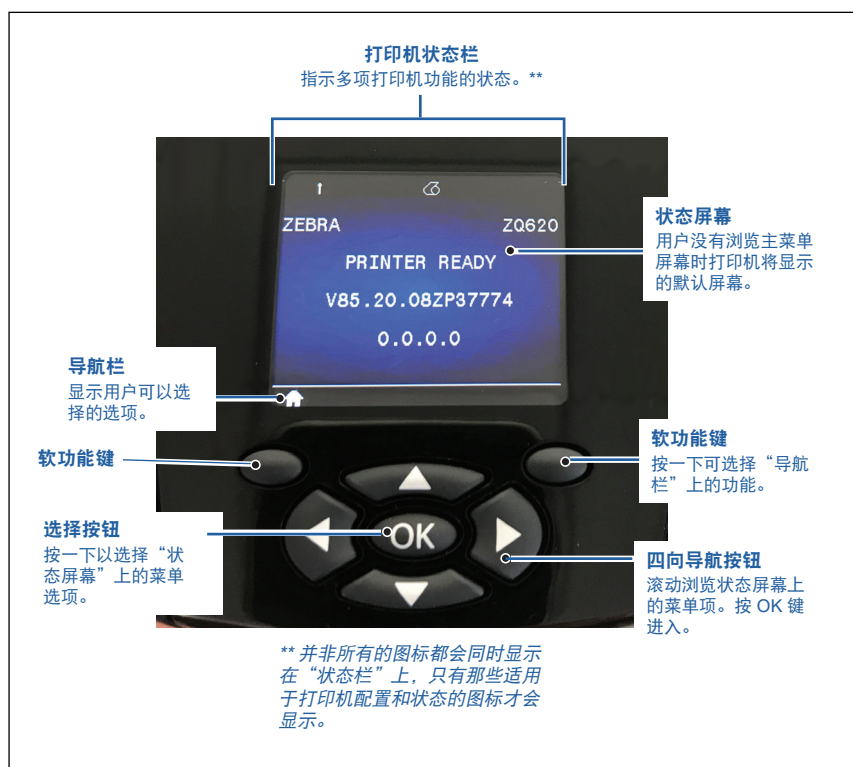 打印机状态栏
指示多项打印机功能的状态。**
ZEBRA
ZQ620
PRINTER READY
V85.20.08ZP37774
0.0.0.0
状态屏幕
用户没有浏览主菜单
屏幕时打印机将显示
的默认屏幕。
导航栏
显示用户可以选
择的选项。
软功能键
软功能键
按一下可选择“导航
栏”上的功能。
选择按钮
按一下以选择“状
态屏幕”上的菜单
选项。
OK
四向导航按钮
滚动浏览状态屏幕上
的菜单项。按 OK 键
进入。
** 并非所有的图标都会同时显示
在“状态栏”上，只有那些适用
于打印机配置和状态的图标才会
显示。